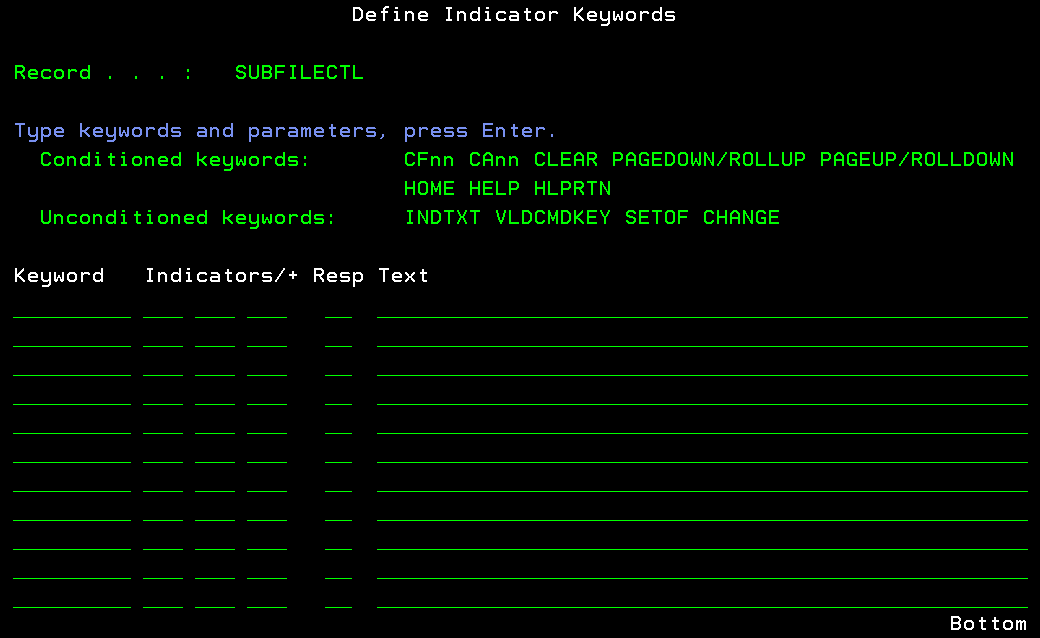 Define Indicator Keywords
Record . . . :   SUBFILECTL
Type keywords and parameters, press Enter.
Conditioned keywords:       CFnn CAnn CLEAR PAGEDOWN/ROLLUP PAGEUP/ROLLDOWN
HOME HELP HLPRTN
Unconditioned keywords:     INDTXT VLDCMDKEY SETOF CHANGE
Keyword   Indicators/+ Resp Text
Bottom